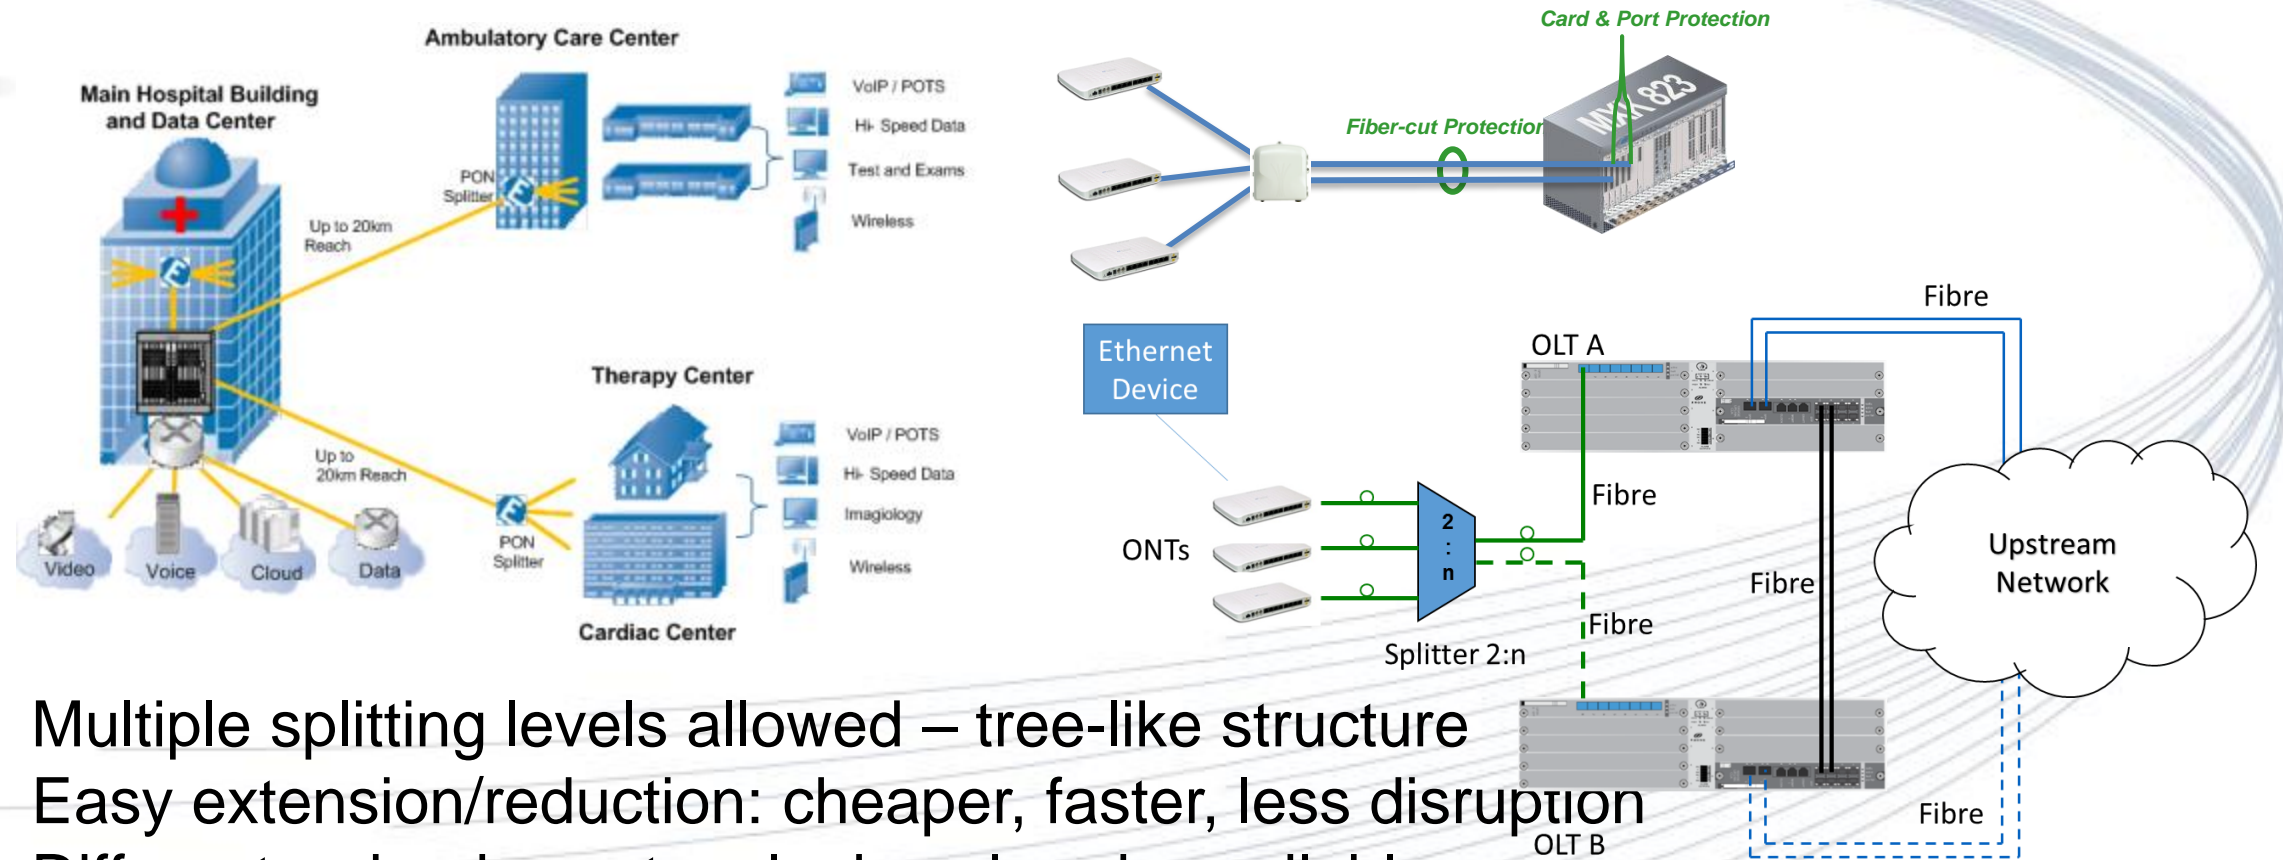 Ambulatory Care Center
Main Hospital Building
and Data Center
PON
Splitter
Up to 20km
Reach
VoIP / POTS
Hi- Speed Data
Test and Exams
Wireless
Therapy Center
Up to
20km Reach
PON
Splitter
VoIP / POTS
Hi- Speed Data
Imagiology
Wireless
Cardiac Center
Video
Voice
Cloud
Data
Card & Port Protection
Fiber-cut Protection
MXK 823
Ethernet
Device
OLT A
Fibre
Fibre
ONTs
2
:
n
Splitter 2:n
Fibre
Fibre
Upstream
Network
Fibre
OLT B
Multiple splitting levels allowed – tree-like structure
Easy extension/reduction: cheaper, faster, less disruption